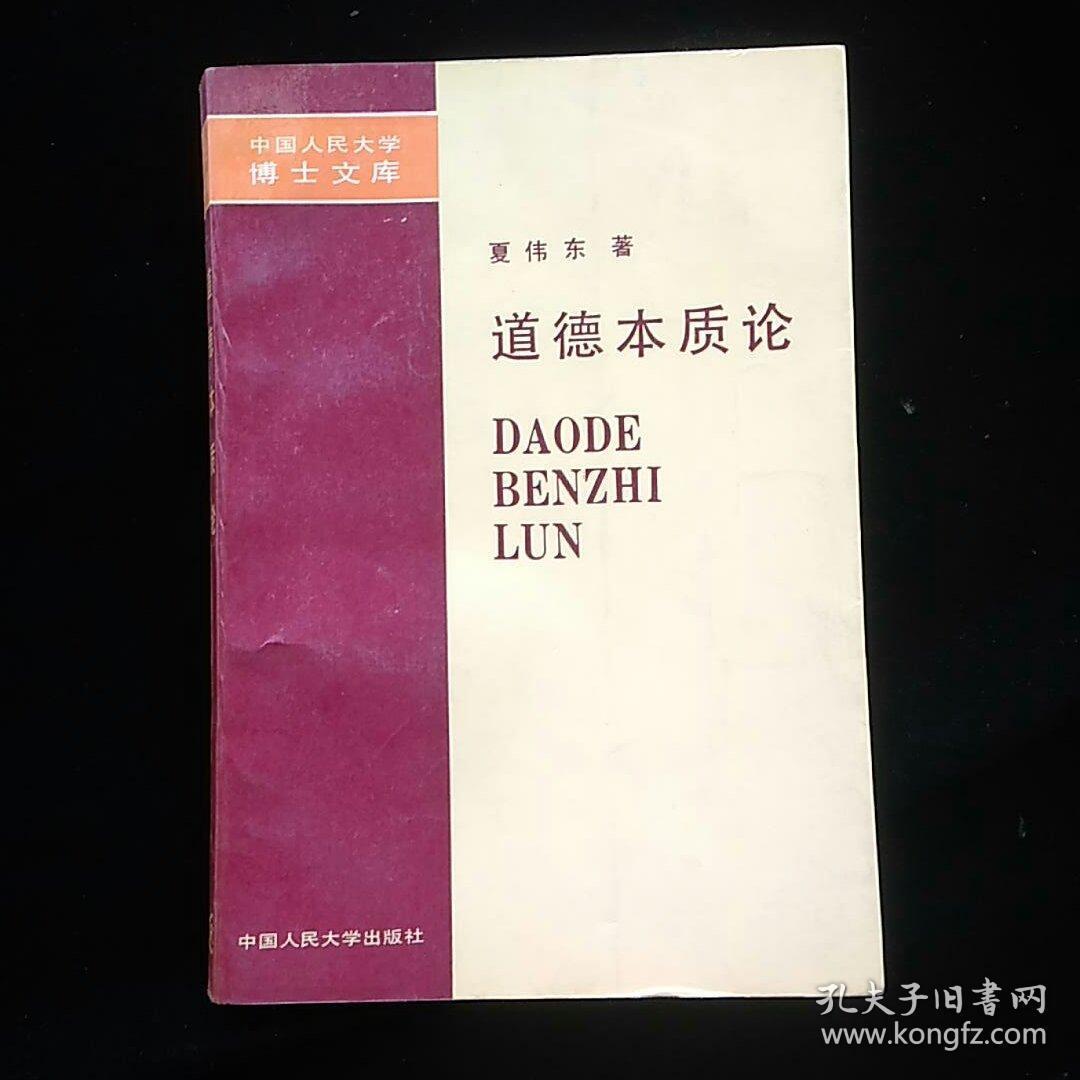 中国人民大学
博士文库
夏伟东 著
道德本质论
DAODE
BENZHI
LUN
中国人民大学出版社
孔夫子旧書网
www.kongfz.com